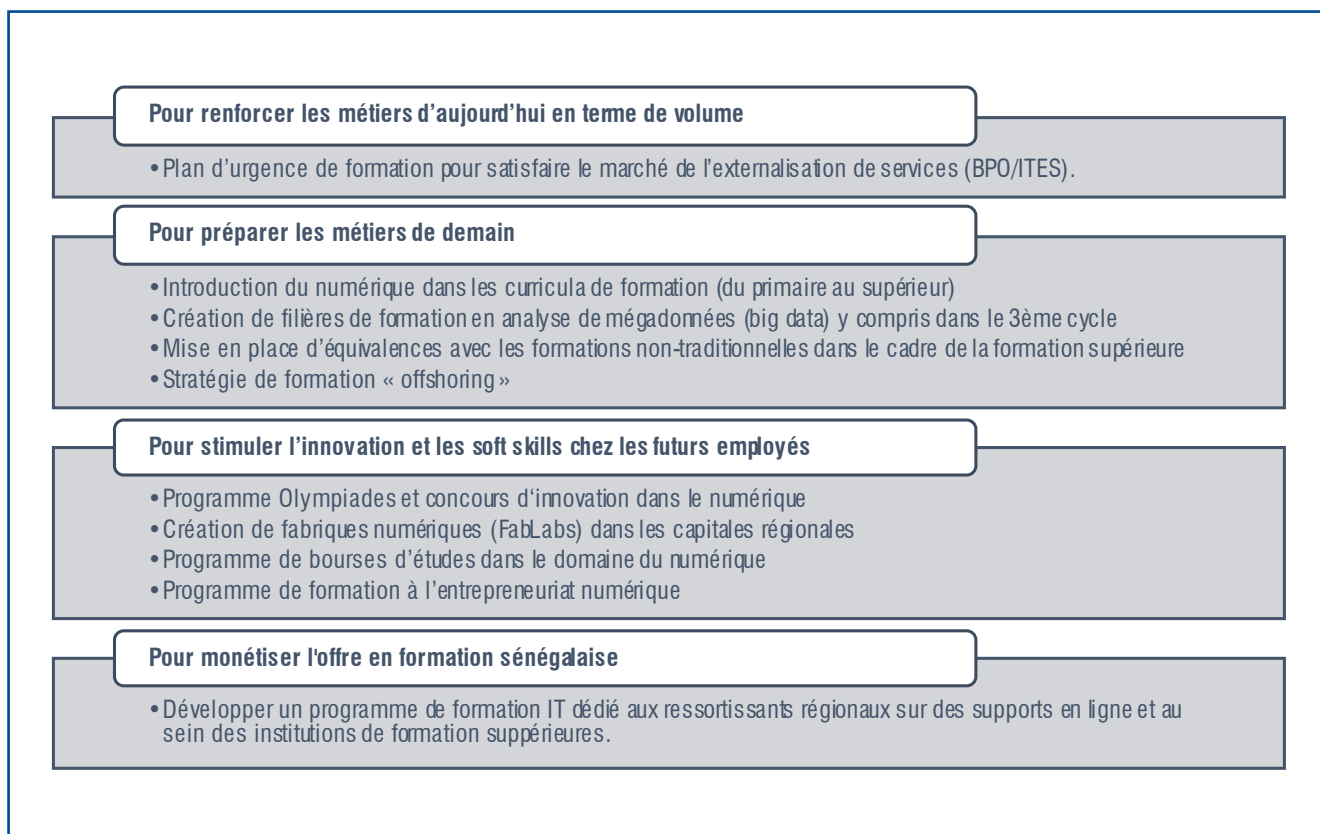 Pour renforcer les métiers d’aujourd’hui en terme de volume
• Plan d’urgence de formation pour satisfaire le marché de l’externalisation de services (BPO/ITES).
Pour préparer les métiers de demain
• Introduction du numérique dans les curricula de formation (du primaire au supérieur)
• Création de filières de formation en analyse de mégadonnées (big data) y compris dans le 3ème cycle
• Mise en place d’équivalences avec les formations non-traditionnelles dans le cadre de la formation supérieure
• Stratégie de formation « offshoring »
Pour stimuler l’innovation et les soft skills chez les futurs employés
• Programme Olympiades et concours d‘innovation dans le numérique
• Création de fabriques numériques (FabLabs) dans les capitales régionales
• Programme de bourses d’études dans le domaine du numérique
• Programme de formation à l’entrepreneuriat numérique
Pour monétiser l'offre en formation sénégalaise
• Développer un programme de formation IT dédié aux ressortissants régionaux sur des supports en ligne et au
sein des institutions de formation suppérieures.